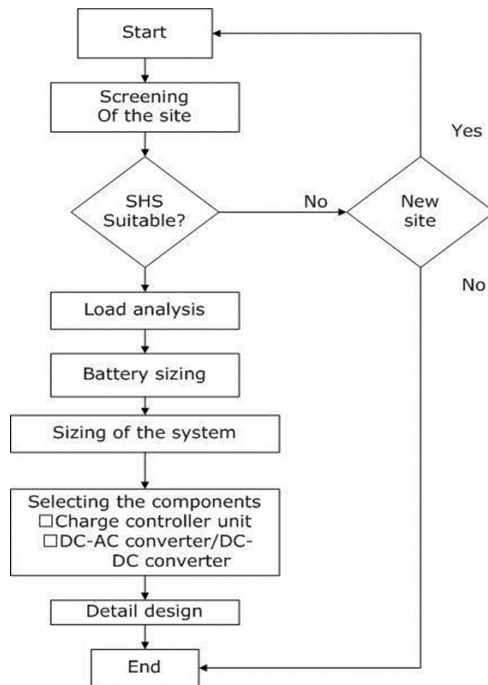 Start
Screening
Of the site
SHS
Suitable?
No
New
site
Yes
No
Load analysis
Battery sizing
Sizing of the system
Selecting the components
□Charge controller unit
□DC-AC converter/DC-
DC converter
Detail design
End